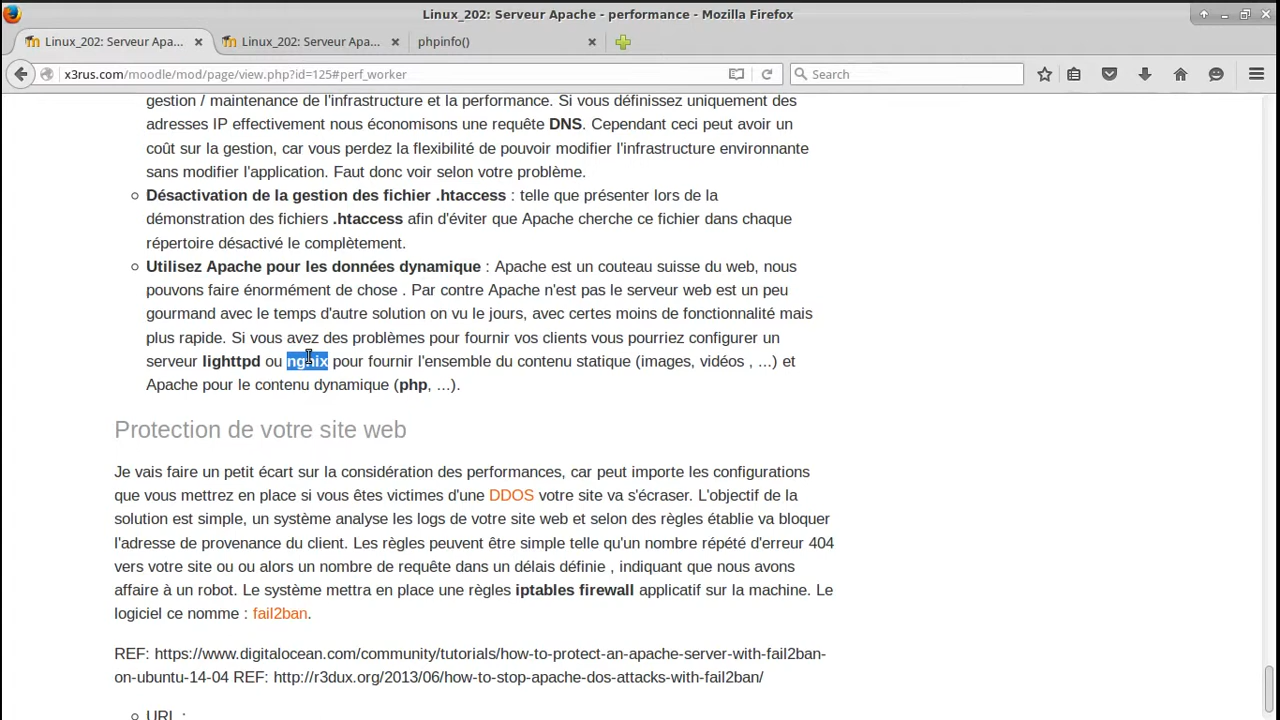 Linux_202: Serveur Apache - performance - Mozilla Firefox
Linux_202: Serveur Apa...
Linux_202: Serveur Apa...
phpinfo()
x3rus.com/moodle/mod/page/view.php?id=125#perf_worker
Search
gestion / maintenance de l'infrastructure et la performance. Si vous définissez uniquement des
adresses IP effectivement nous économisons une requête DNS. Cependant ceci peut avoir un
coût sur la gestion, car vous perdez la flexibilité de pouvoir modifier l'infrastructure environnante
sans modifier l'application. Faut donc voir selon votre problème.
Désactivation de la gestion des fichier .htaccess : telle que présenter lors de la
démonstration des fichiers .htaccess afin d'éviter que Apache cherche ce fichier dans chaque
répertoire désactivé le complètement.
Utilisez Apache pour les données dynamique : Apache est un couteau suisse du web, nous
pouvons faire énormément de chose . Par contre Apache n'est pas le serveur web est un peu
gourmand avec le temps d'autre solution on vu le jours, avec certes moins de fonctionnalité mais
plus rapide. Si vous avez des problèmes pour fournir vos clients vous pourriez configurer un
serveur lighttpd ou pour fournir l'ensemble du contenu statique (images, vidéos , ...) et
Apache pour le contenu dynamique (php, ...).
Protection de votre site web
Je vais faire un petit écart sur la considération des performances, car peut importe les configurations
que vous mettrez en place si vous êtes victimes d'une DDOS votre site va s'écraser. L'objectif de la
solution est simple, un système analyse les logs de votre site web et selon des règles établie va bloquer
l'adresse de provenance du client. Les règles peuvent être simple telle qu'un nombre répété d'erreur 404
vers votre site ou ou alors un nombre de requête dans un délais définie , indiquant que nous avons
affaire à un robot. Le système mettra en place une règles iptables firewall applicatif sur la machine. Le
logiciel ce nomme : fail2ban.
REF: https://www.digitalocean.com/community/tutorials/how-to-protect-an-apache-server-with-fail2ban-
on-ubuntu-14-04 REF: http://r3dux.org/2013/06/how-to-stop-apache-dos-attacks-with-fail2ban/
URL :